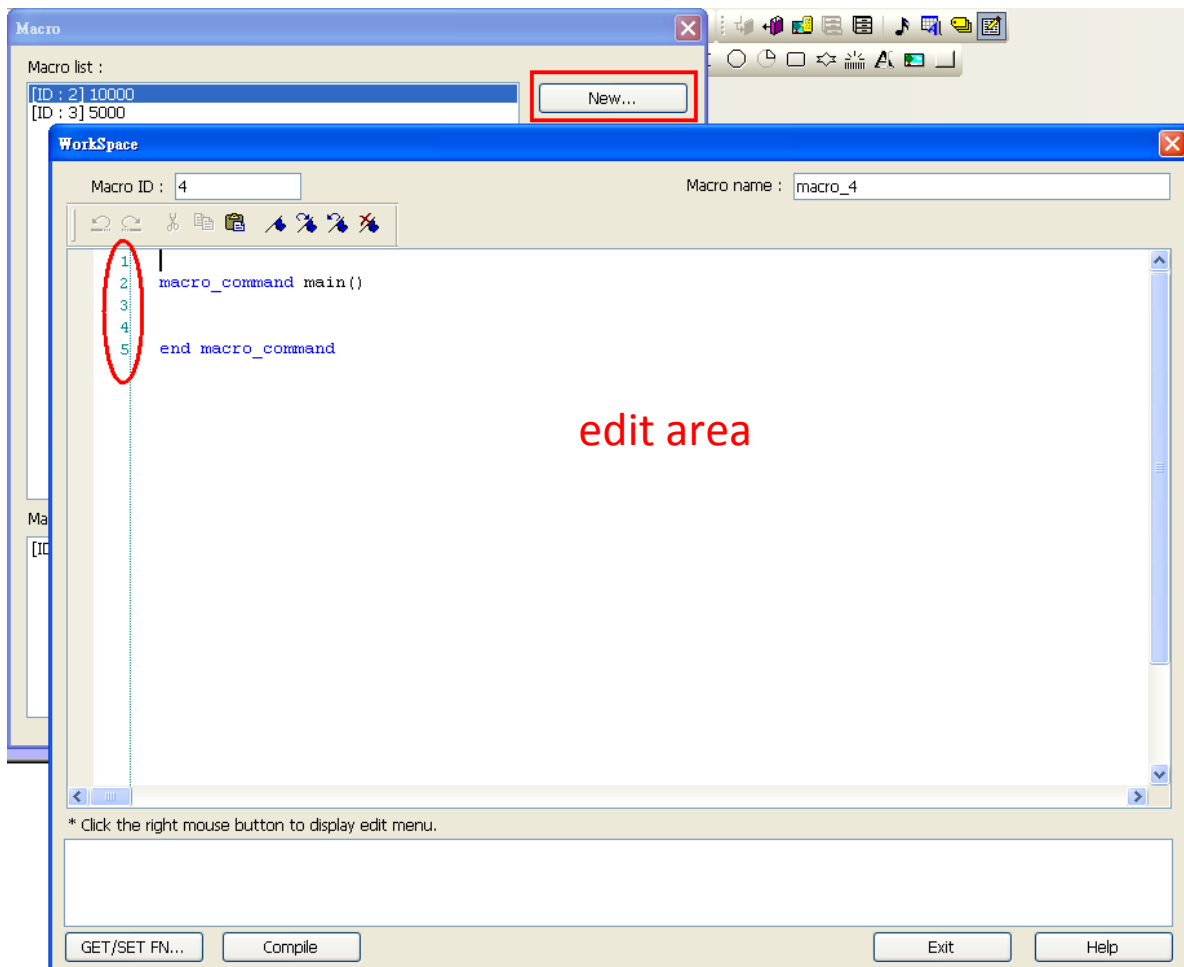 Macro
Macro list :
[ID : 2] 10000
[ID : 3] 5000
New...
WorkSpace
Macro ID : 4
Macro name : macro_4
1
2 macro_command main()
3
4
5 end macro_command
edit area
Ma
[ID
* Click the right mouse button to display edit menu.
GET/SET FN... Compile Exit Help